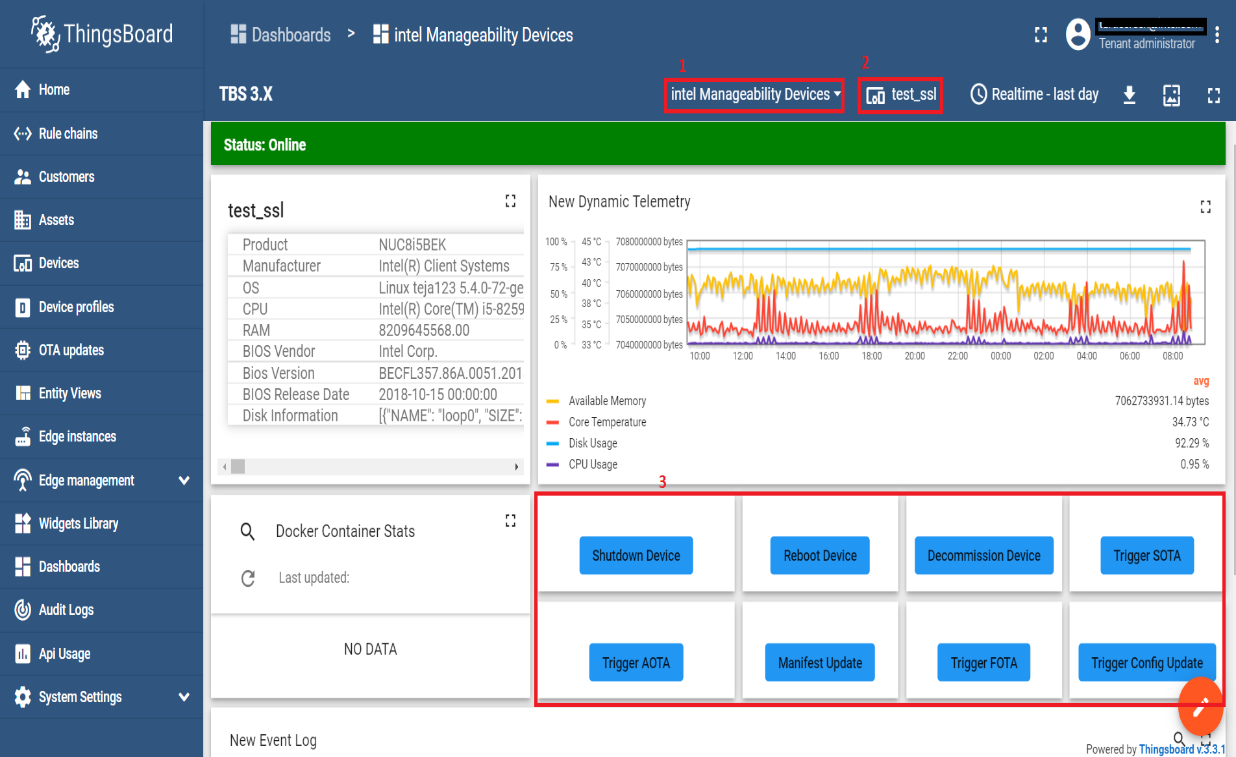 ThingsBoard
Dashboards > intel Manageability Devices
Tenant administrator
Home
Rule chains
Customers
Assets
Devices
Device profiles
OTA updates
Entity Views
Edge instances
Edge management
Widgets Library
Dashboards
Audit Logs
Api Usage
System Settings
1
2
TBS 3.X
intel Manageability Devices
test_ssl
Realtime - last day
Status: Online
test_ssl
Product NUC8i5BEK
Manufacturer Intel(R) Client Systems
OS Linux teja123 5.4.0-72-ge
CPU Intel(R) Core(TM) i5-8259
RAM 8209645568.00
BIOS Vendor Intel Corp.
Bios Version BECFL357.86A.0051.201
BIOS Release Date 2018-10-15 00:00:00
Disk Information [{"NAME": "loop0", "SIZE":
New Dynamic Telemetry
100 % 45 °C 7080000000 bytes
75 % 43 °C 7070000000 bytes
40 °C
50 % 7060000000 bytes
38 °C
25 % 35 °C 7050000000 bytes
0 % 33 °C 7040000000 bytes
10:00 12:00 14:00 16:00 18:00 20:00 22:00 00:00 02:00 04:00 06:00 08:00
avg
Available Memory 7062733931.14 bytes
Core Temperature 34.73 °C
Disk Usage 92.29 %
CPU Usage 0.95 %
Docker Container Stats
Last updated:
NO DATA
3
Shutdown Device
Reboot Device
Decommission Device
Trigger SOTA
Trigger AOTA
Manifest Update
Trigger FOTA
Trigger Config Update
New Event Log
Powered by Thingsboard v.3.3.1